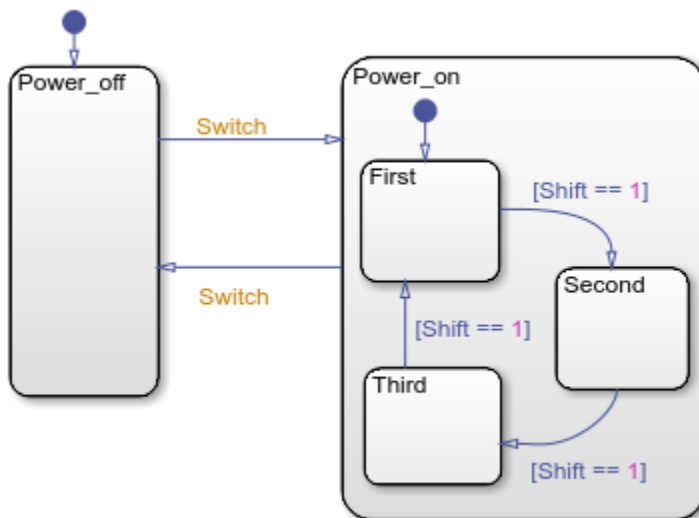 Power_off
Power_on
Switch
First
[Shift == 1]
Second
Switch
[Shift == 1]
Third
[Shift == 1]